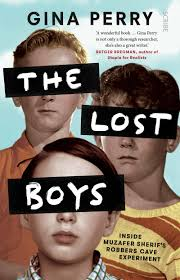 GINA PERRY
SCRIBE
'A wonderful book ... Gina Perry
is not only a thorough researcher,
she's also a great writer.'
RUTGER BREGMAN, author of
Utopia for Realists
THE
LOST
BOYS
INSIDE
MUZAFER SHERIF'S
ROBBERS CAVE
EXPERIMENT